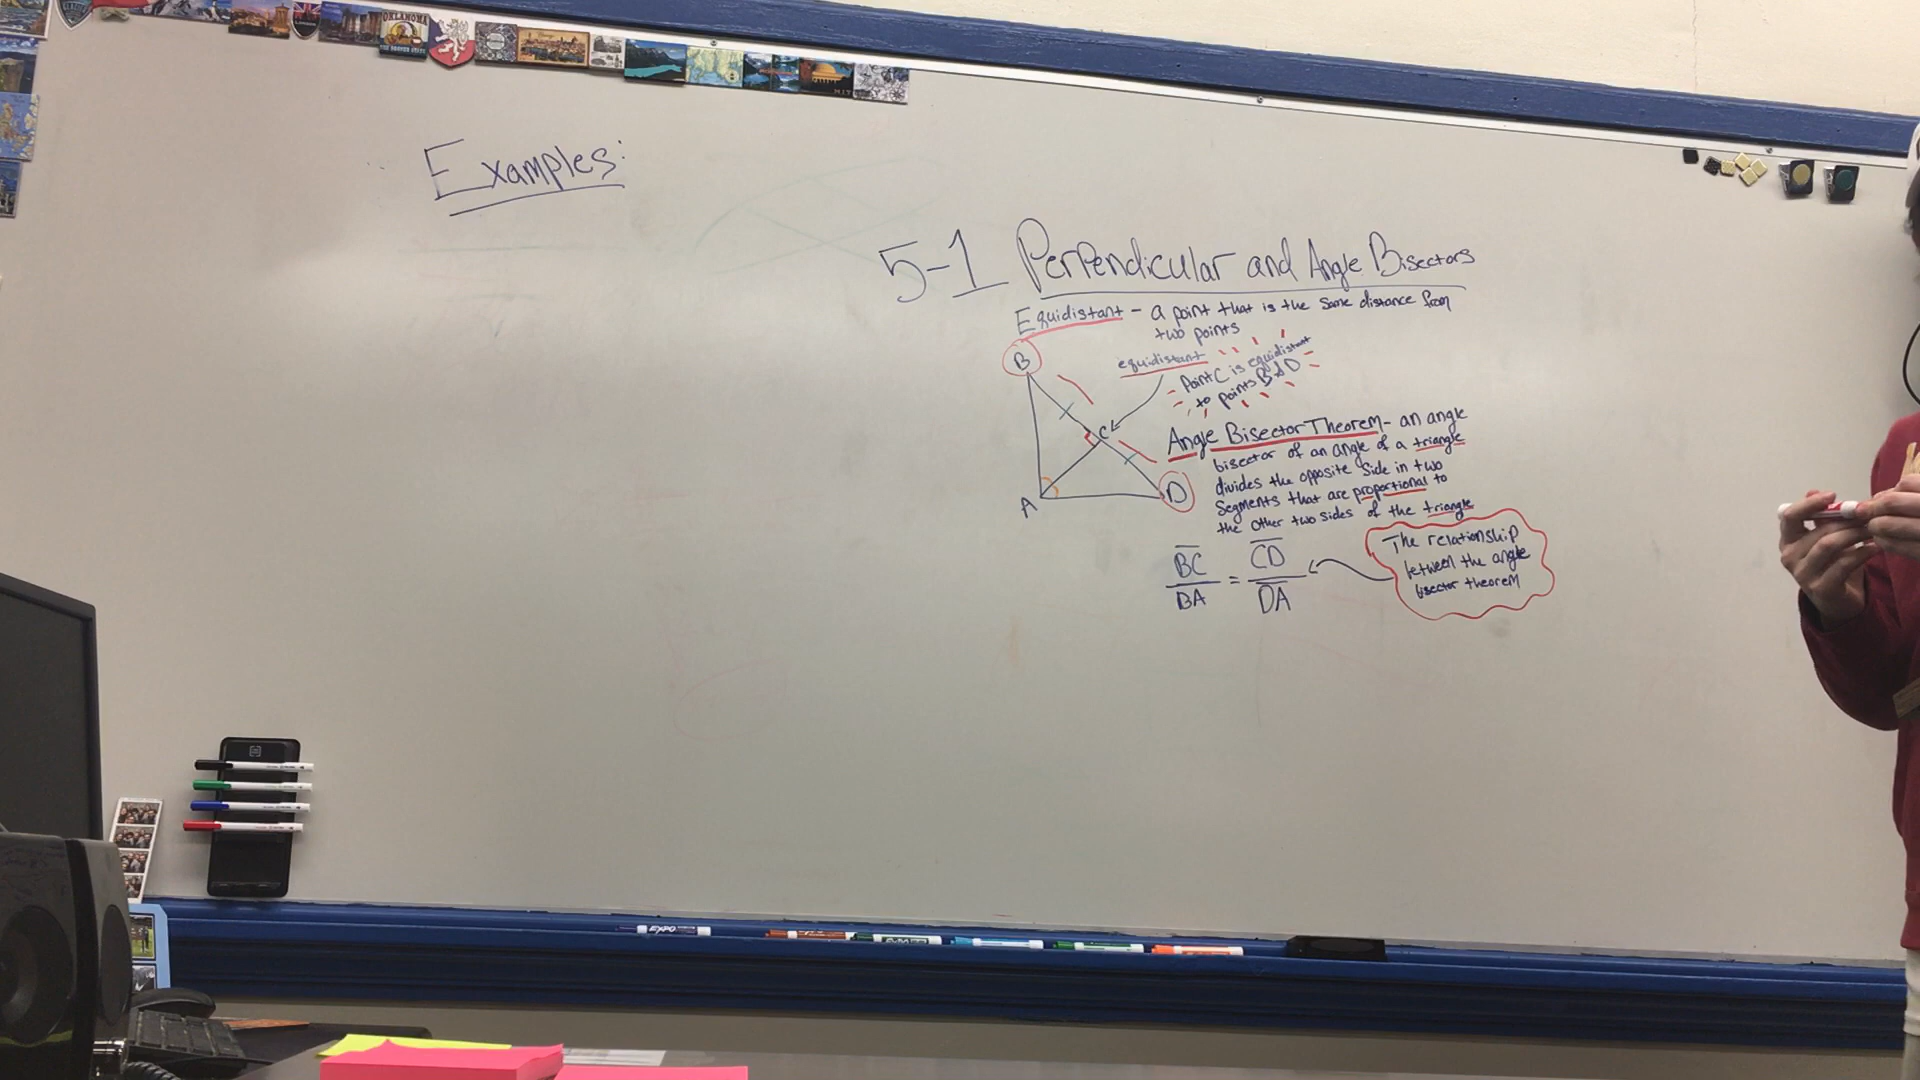 Examples:
5-1 Perpendicular and Angle Bisectors
Equidistant - a point that is the same distance from
two points
B
equidistant
Point C is equidistant
to points B & D
C
A
D
Angle Bisector Theorem - an angle
bisector of an angle of a triangle
divides the opposite side in two
segments that are proportional to
the other two sides of the triangle
BC
BA
=
CD
DA
The relationship
between the angle
bisector theorem
OKLAHOMA
MIT
EXPO